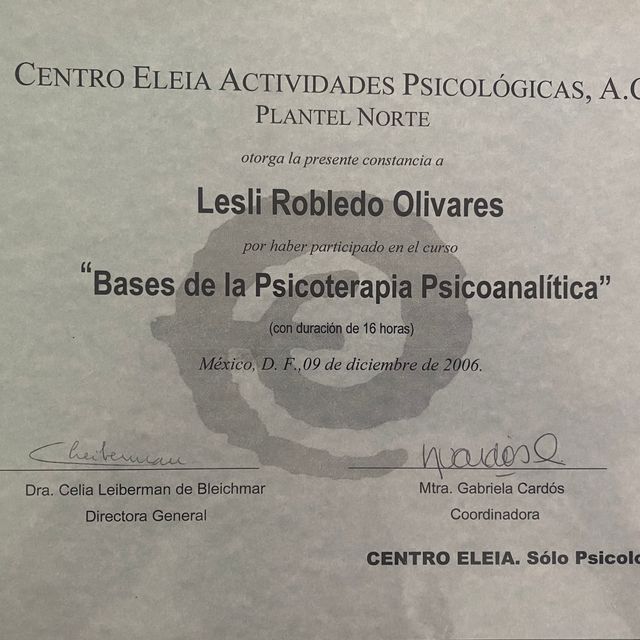 CENTRO ELEIA ACTIVIDADES PSICOLÓGICAS, A.C
PLANTEL NORTE
otorga la presente constancia a
Lesli Robledo Olivares
por haber participado en el curso
“Bases de la Psicoterapia Psicoanalítica”
(con duración de 16 horas)
México, D. F.,09 de diciembre de 2006.
Dra. Celia Leiberman de Bleichmar
Directora General
Mtra. Gabriela Cardós
Coordinadora
CENTRO ELEIA. Sólo Psicolo